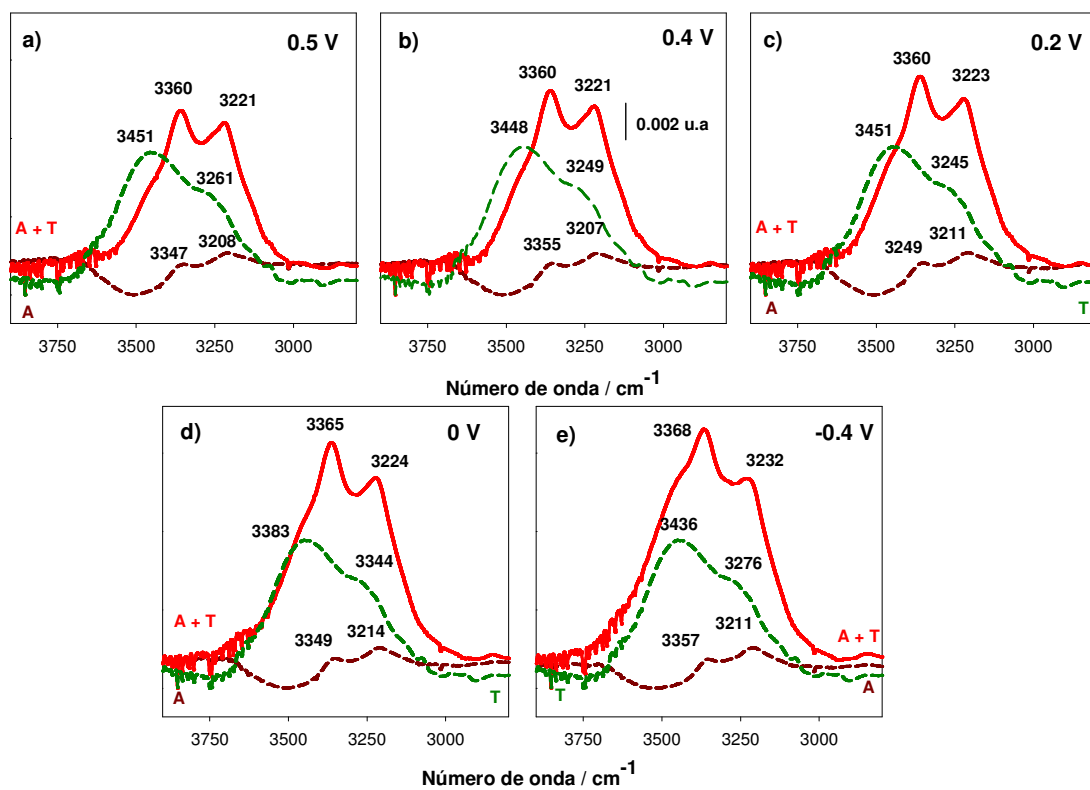 a)
0.5 V
3360
3221
3451
3261
A + T
3347
3208
A
3750
3500
3250
3000
b)
0.4 V
3360
3221
0.002 u.a
3448
3249
3355
3207
3750
3500
3250
3000
c)
0.2 V
3360
3223
3451
3245
A + T
3249
3211
A
T
3750
3500
3250
3000
Número de onda / cm-1
d)
0 V
3365
3224
3383
3344
A + T
3349
3214
A
T
3750
3500
3250
3000
e)
-0.4 V
3368
3232
3436
3276
3357
3211
A + T
A
T
3750
3500
3250
3000
Número de onda / cm-1